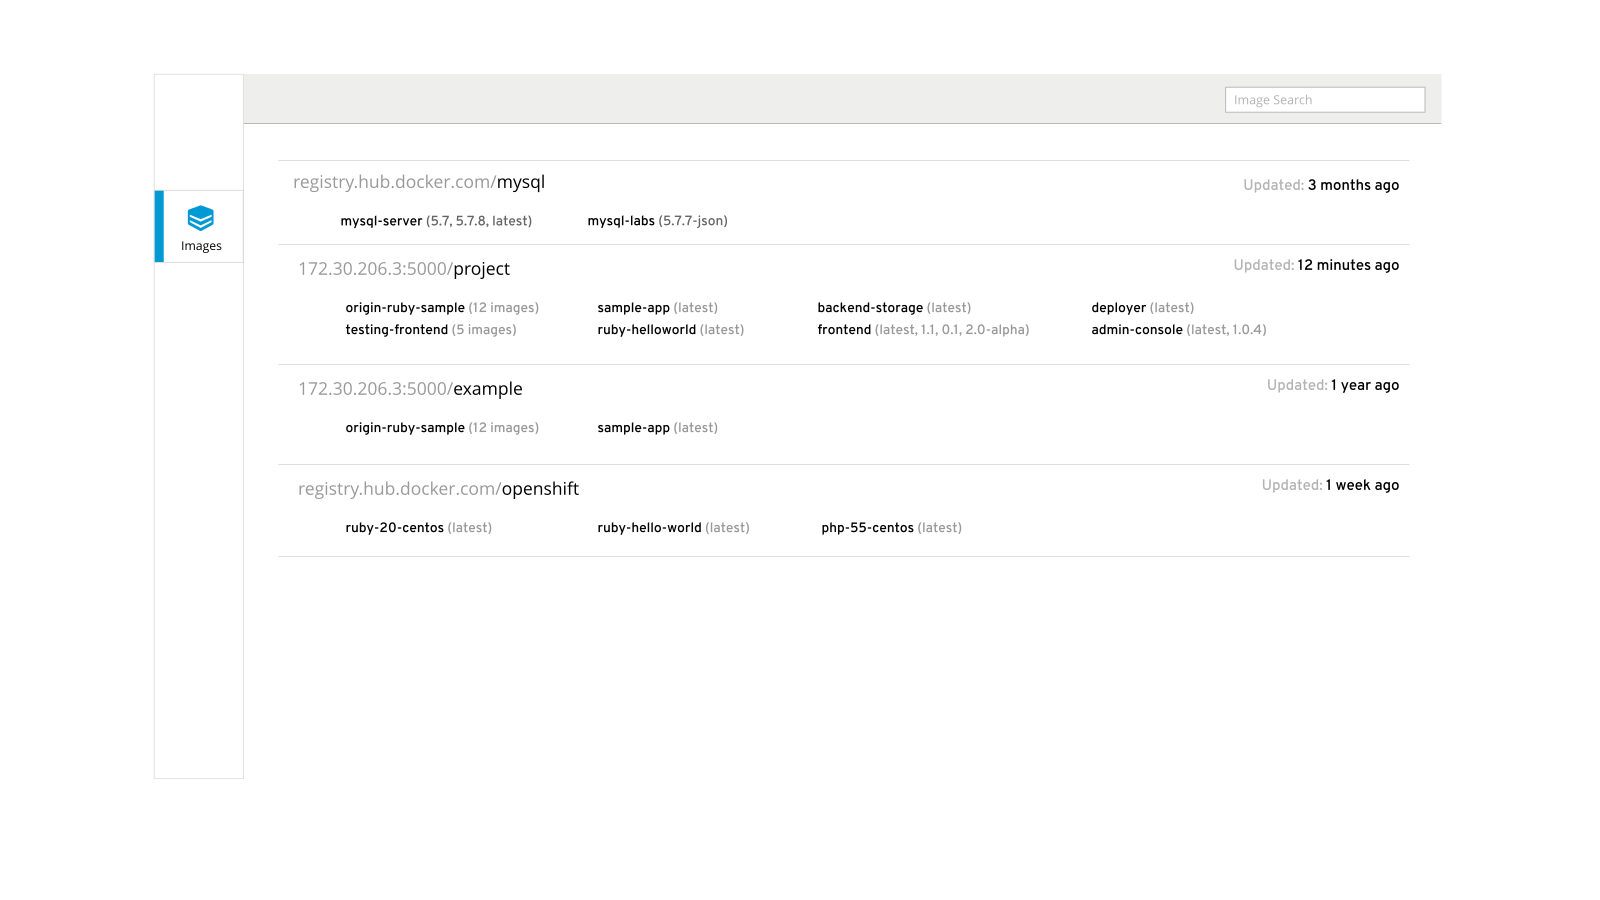 Image Search
Images
registry.hub.docker.com/mysql Updated: 3 months ago
mysql-server (5.7, 5.7.8, latest) mysql-labs (5.7.7-json)
172.30.206.3:5000/project Updated: 12 minutes ago
origin-ruby-sample (12 images) sample-app (latest) backend-storage (latest) deployer (latest)
testing-frontend (5 images) ruby-helloworld (latest) frontend (latest, 1.1, 0.1, 2.0-alpha) admin-console (latest, 1.0.4)
172.30.206.3:5000/example Updated: 1 year ago
origin-ruby-sample (12 images) sample-app (latest)
registry.hub.docker.com/openshift Updated: 1 week ago
ruby-20-centos (latest) ruby-hello-world (latest) php-55-centos (latest)